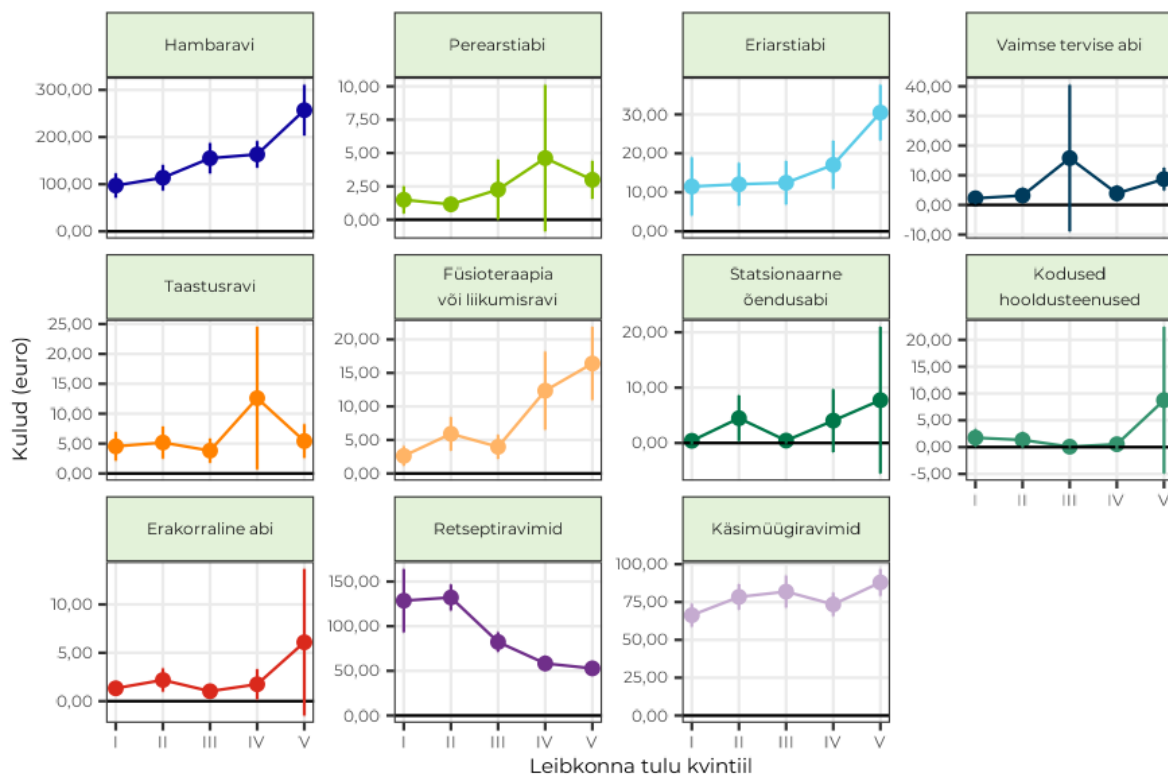 Hambaravi
Perearstiabi
Eriarstiabi
Vaimse tervise abi
300,00
200,00
100,00
0,00
10,00
7,50
5,00
2,50
0,00
30,00
20,00
10,00
0,00
40,00
30,00
20,00
10,00
0,00
-10,00
Taastusravi
Füsioteraapia
või liikumisravi
Statsionaarne
õendusabi
Kodused
hooldusteenused
Kulud (euro)
25,00
20,00
15,00
10,00
5,00
0,00
20,00
15,00
10,00
5,00
0,00
20,00
10,00
0,00
20,00
15,00
10,00
5,00
0,00
-5,00
I II III IV V
Erakorraline abi
Retseptiravimid
Käsimüügiravimid
10,00
5,00
0,00
150,00
100,00
50,00
0,00
100,00
75,00
50,00
25,00
0,00
I II III IV V
I II III IV V
I II III IV V
Leibkonna tulu kvintiil